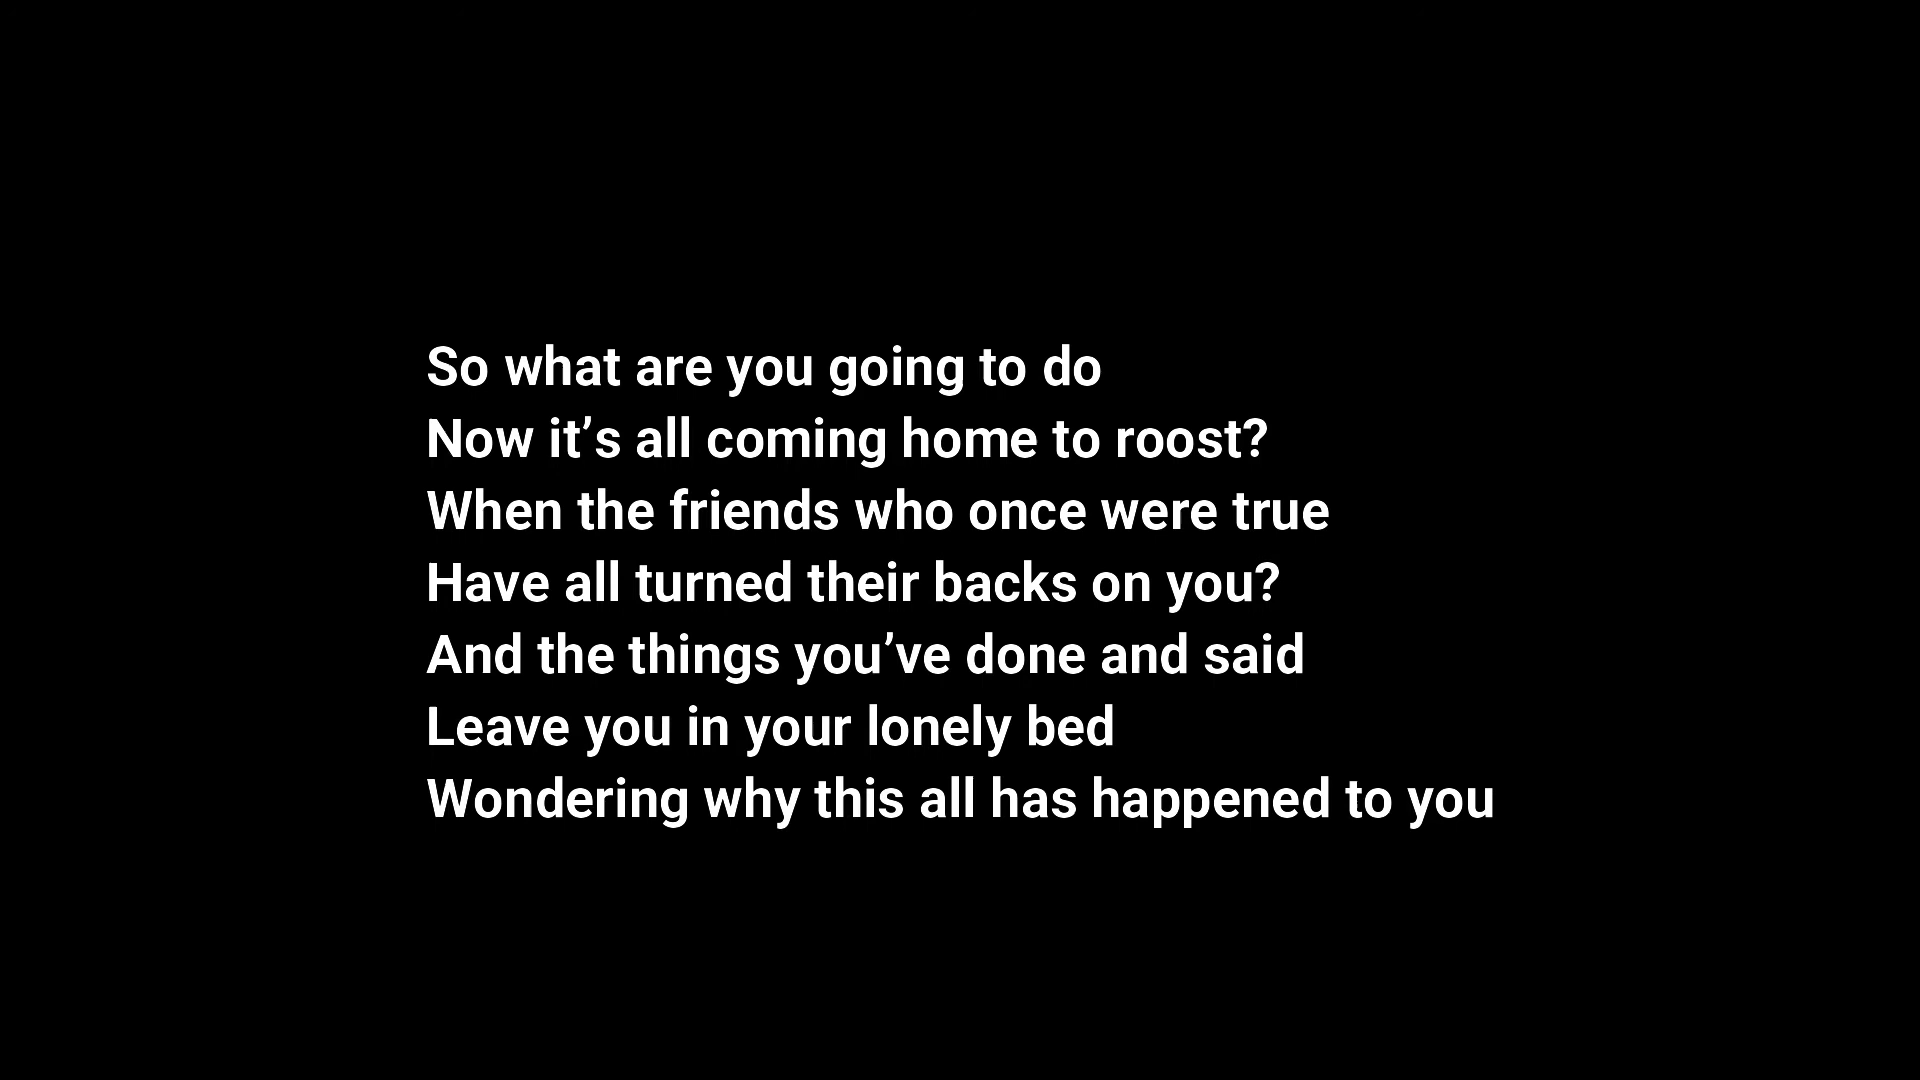 So what are you going to do
Now it’s all coming home to roost?
When the friends who once were true
Have all turned their backs on you?
And the things you’ve done and said
Leave you in your lonely bed
Wondering why this all has happened to you